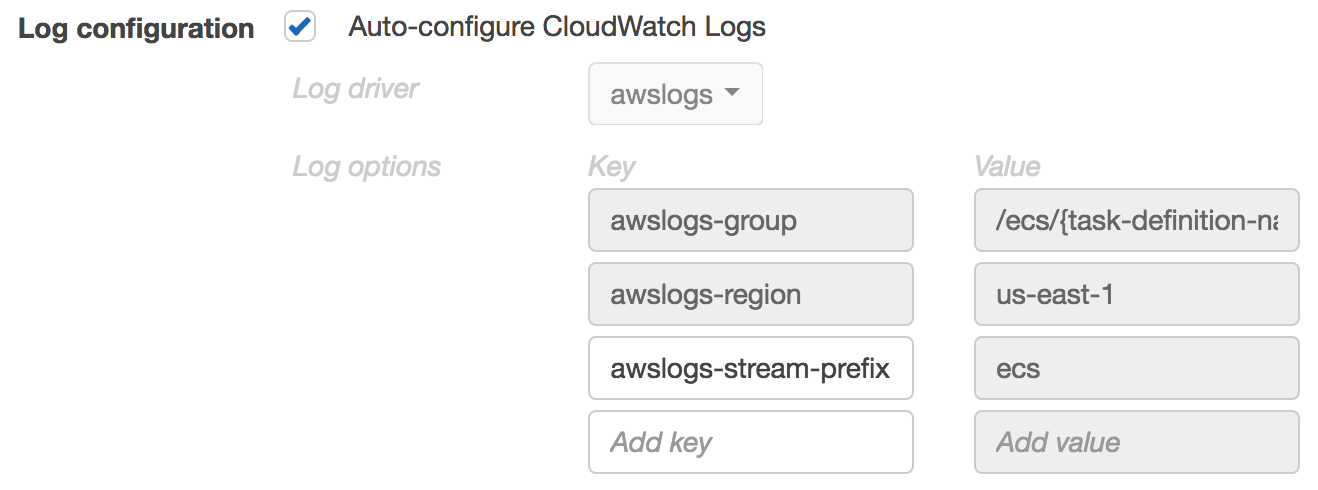 Log configuration Auto-configure CloudWatch Logs
Log driver awslogs
Log options Key Value
awslogs-group /ecs/{task-definition-na
awslogs-region us-east-1
awslogs-stream-prefix ecs
Add key Add value